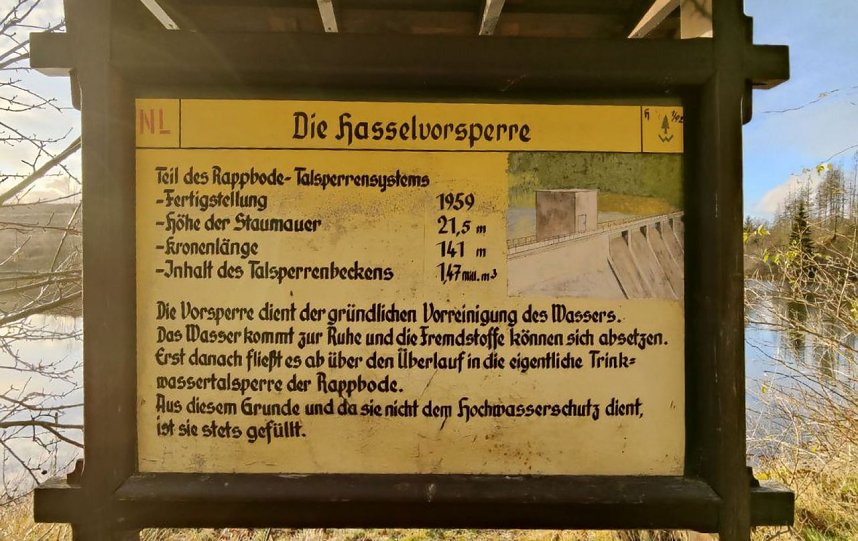 NL
Die Hasselvorsperre
Teil des Rappbode-Talsperrensystems
-Fertigstellung 1959
-Höhe der Staumauer 21,5 m
-Kronenlänge 141 m
-Inhalt des Talsperrenbeckens 1,47 Mill. m³
Die Vorsperre dient der gründlichen Vorreinigung des Wassers.
Das Wasser kommt zur Ruhe und die Fremdstoffe können sich absetzen.
Erst danach fließt es ab über den Überlauf in die eigentliche Trink=
wassertalsperre der Rappbode.
Aus diesem Grunde und da sie nicht dem Hochwasserschutz dient,
ist sie stets gefüllt.